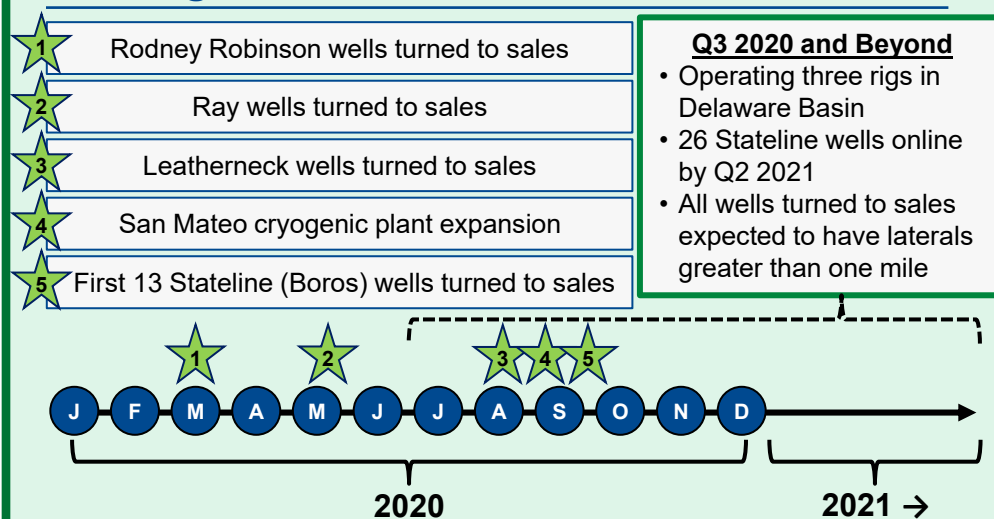 1 Rodney Robinson wells turned to sales
2 Ray wells turned to sales
3 Leatherneck wells turned to sales
4 San Mateo cryogenic plant expansion
5 First 13 Stateline (Boros) wells turned to sales
Q3 2020 and Beyond
• Operating three rigs in
Delaware Basin
• 26 Stateline wells online
by Q2 2021
• All wells turned to sales
expected to have laterals
greater than one mile
1 2 3 4 5
J F M A M J J A S O N D
2020 2021 →